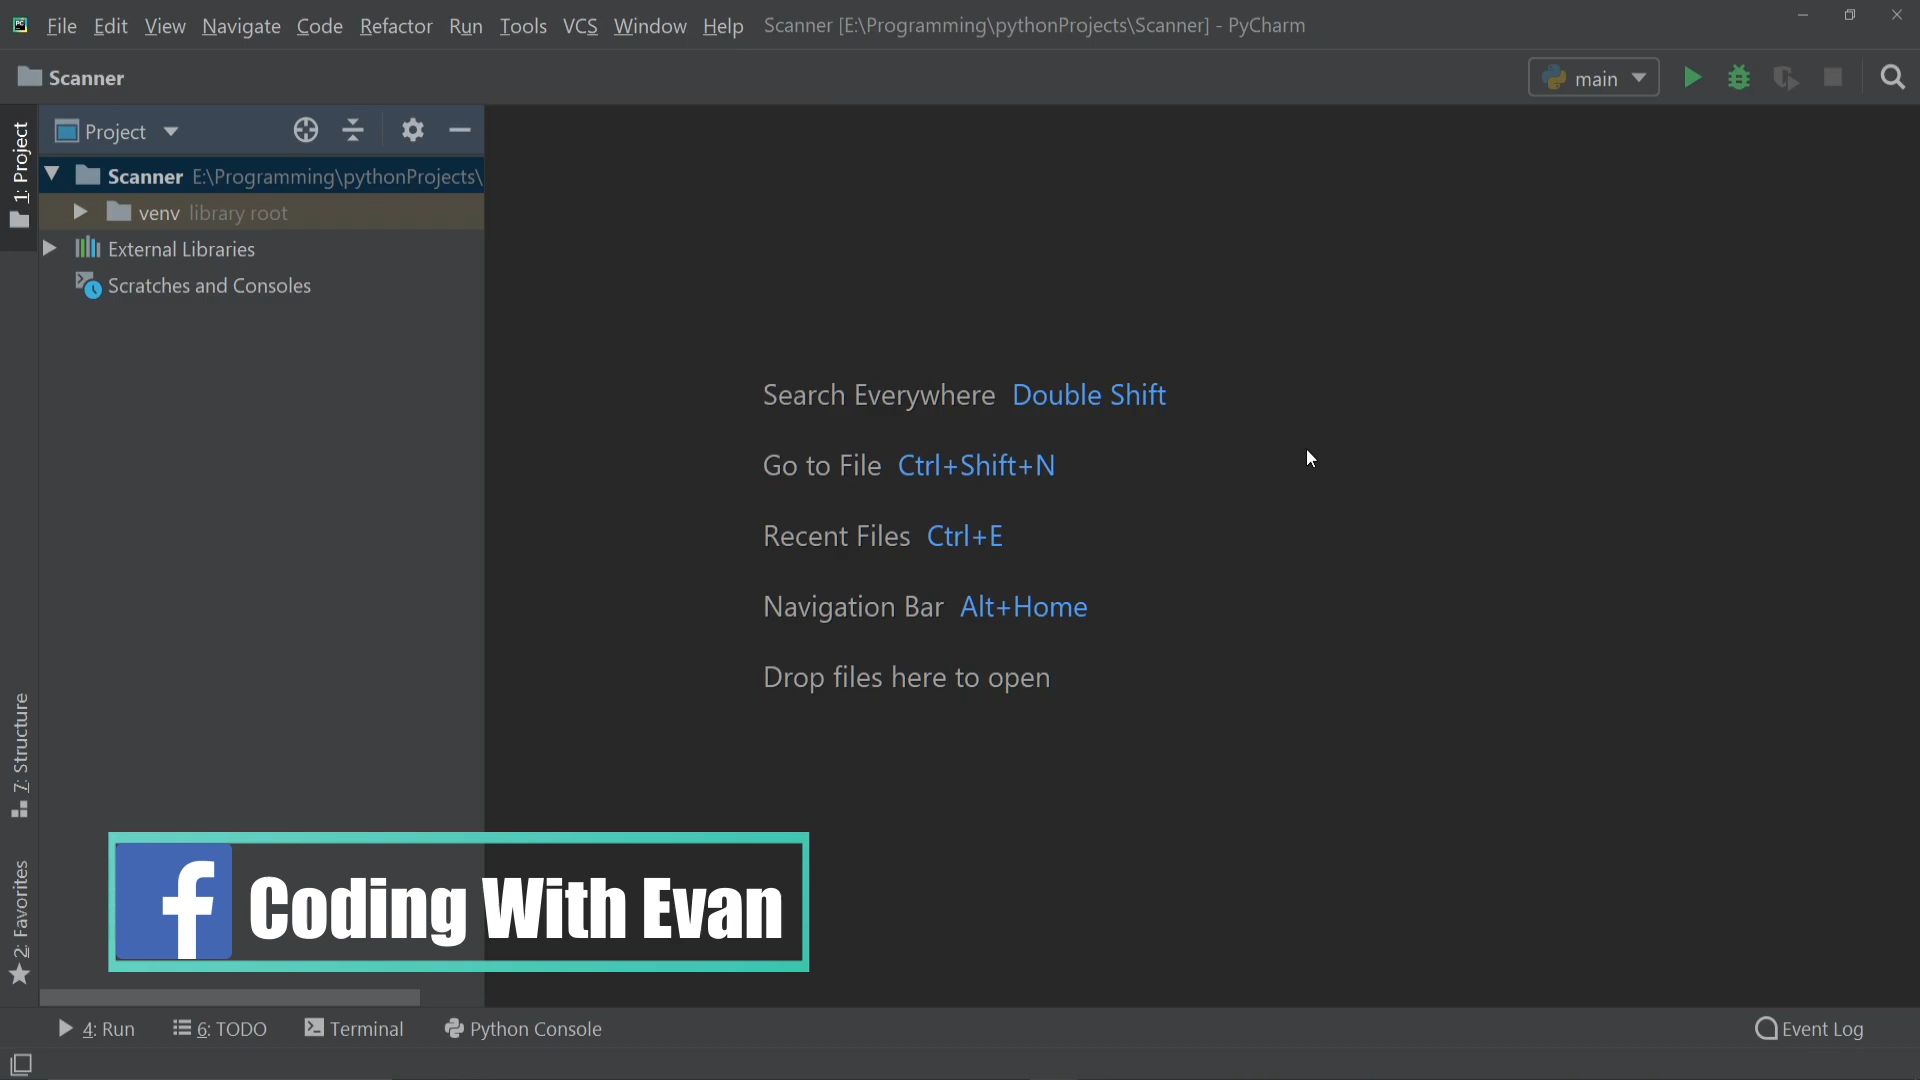 File Edit View Navigate Code Refactor Run Tools VCS Window Help Scanner [E:\Programming\pythonProjects\Scanner] - PyCharm
Scanner
main
1: Project
Project
Scanner E:\Programming\pythonProjects\
venv library root
External Libraries
Scratches and Consoles
Search Everywhere Double Shift
Go to File Ctrl+Shift+N
Recent Files Ctrl+E
Navigation Bar Alt+Home
Drop files here to open
7: Structure
2: Favorites
f Coding With Evan
4: Run 6: TODO Terminal Python Console Event Log